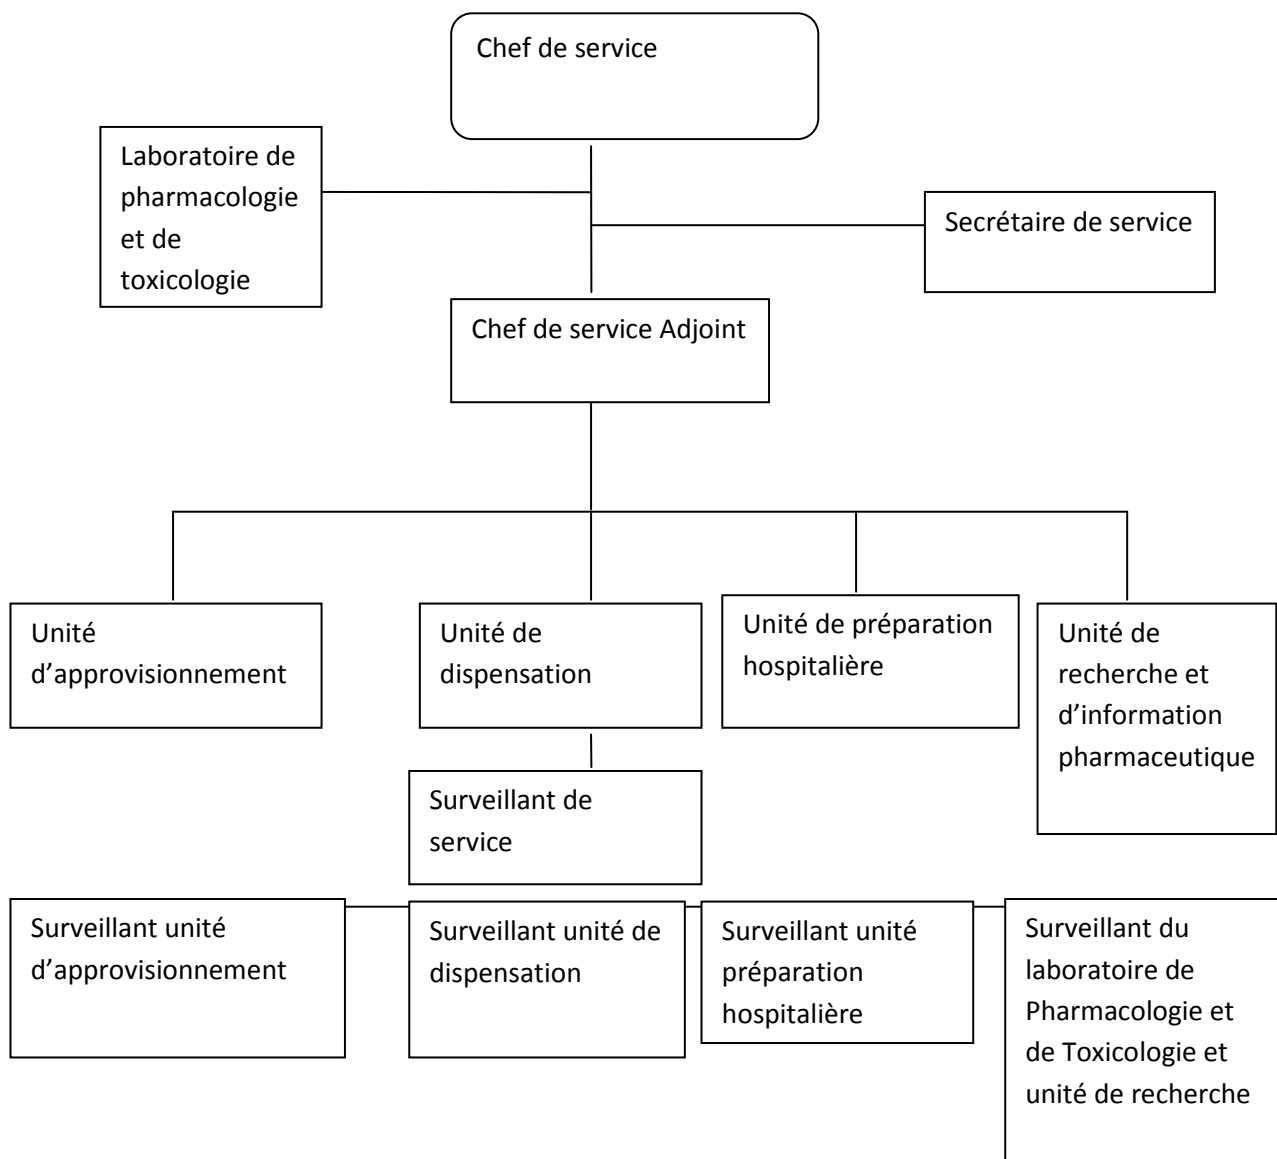 Chef de service
Laboratoire de
pharmacologie
et de
toxicologie
Secrétaire de service
Chef de service Adjoint
Unité
d’approvisionnement
Unité de
dispensation
Unité de préparation
hospitalière
Unité de
recherche et
d’information
pharmaceutique
Surveillant de
service
Surveillant unité
d’approvisionnement
Surveillant unité de
dispensation
Surveillant unité
préparation
hospitalière
Surveillant du
laboratoire de
Pharmacologie et
de Toxicologie et
unité de recherche